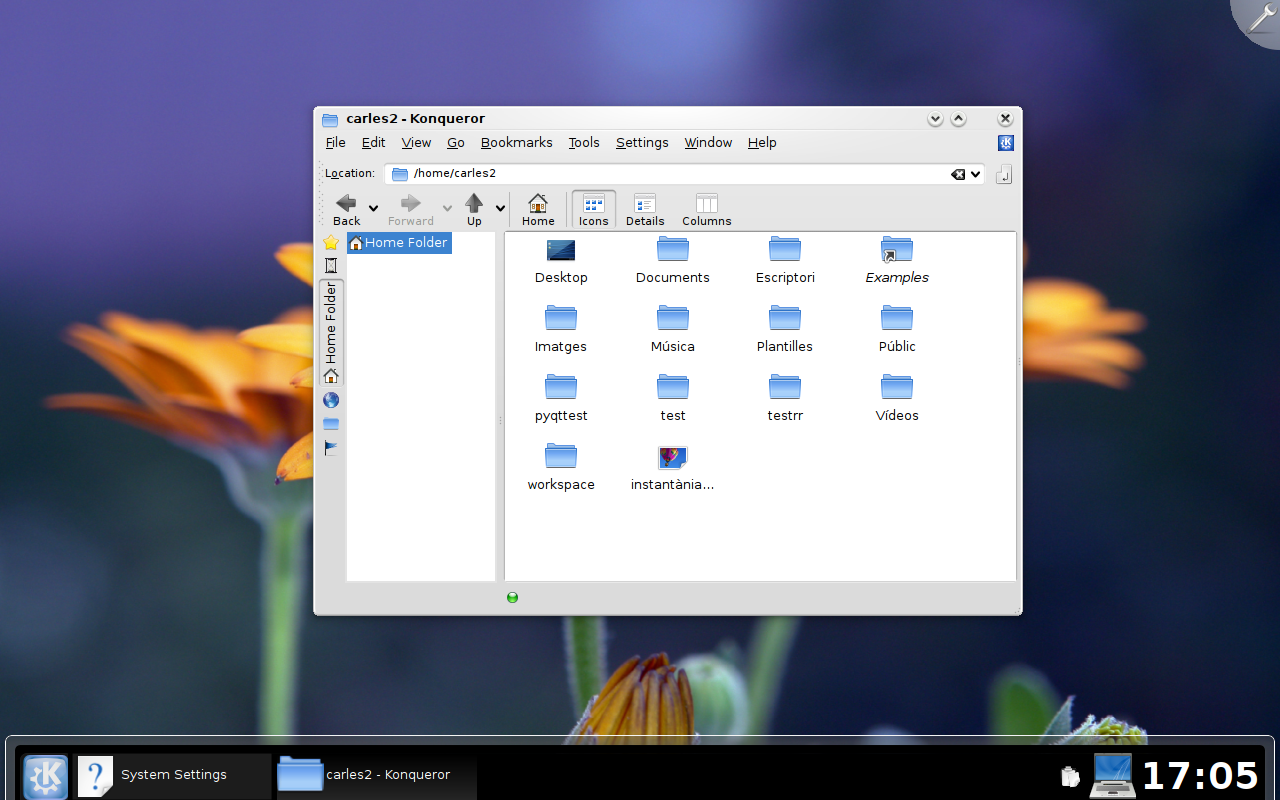 carles2 - Konqueror
File Edit View Go Bookmarks Tools Settings Window Help
Location: /home/carles2
Back Forward Up Home Icons Details Columns
Home Folder
Home Folder
Desktop Documents Escriptori Examples
Imatges Música Plantilles Públic
pyqttest test testrr Vídeos
workspace instantània...
System Settings carles2 - Konqueror 17:05